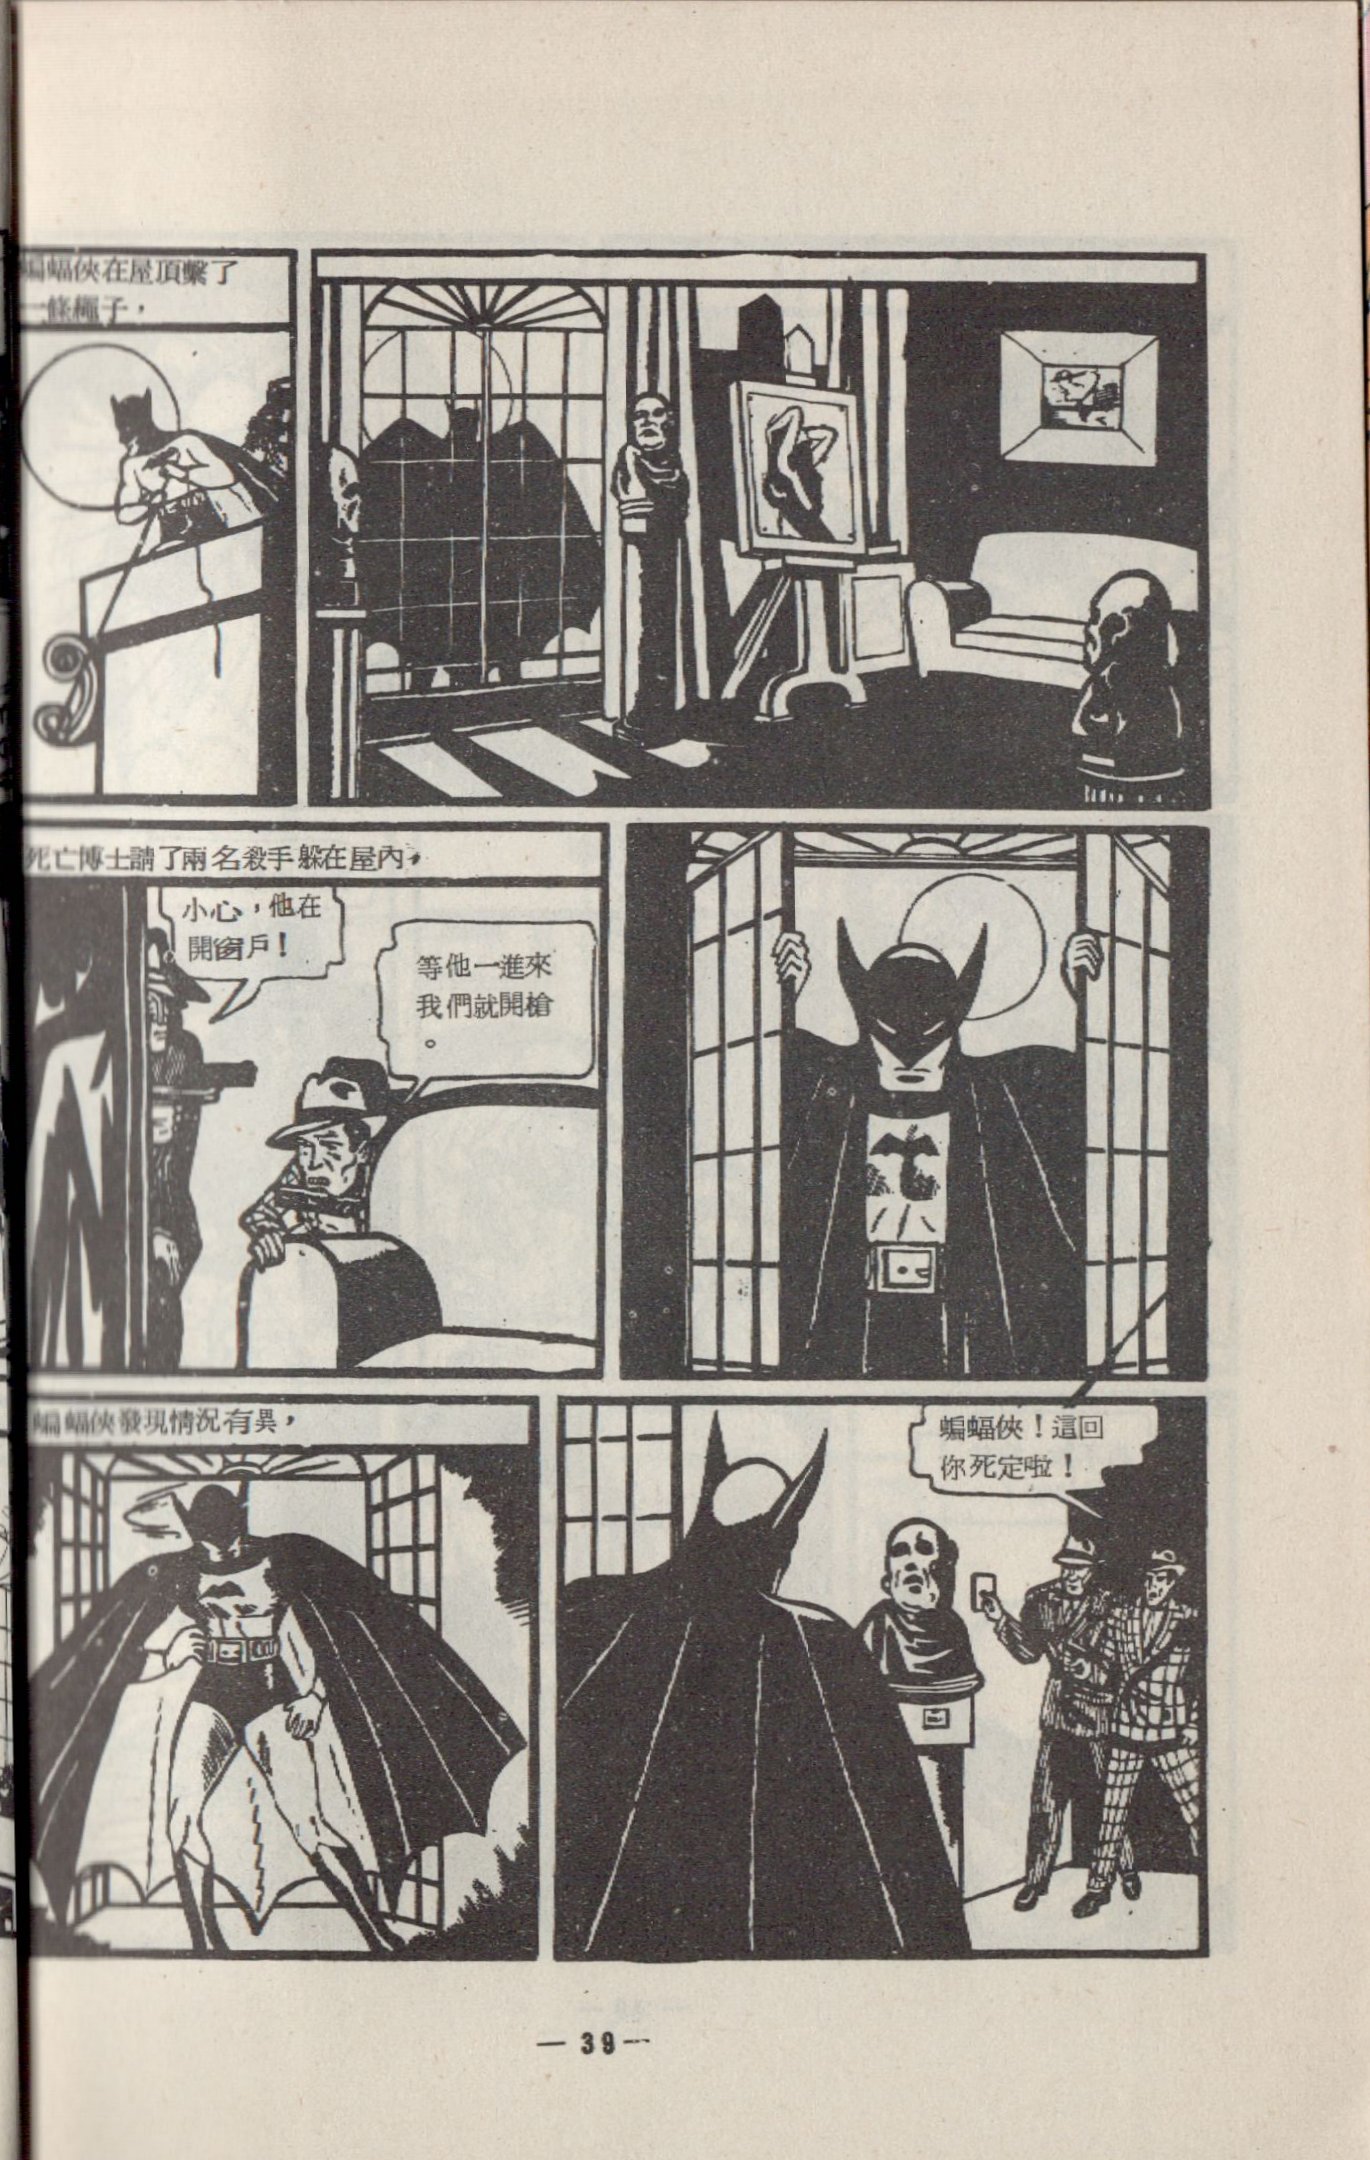 蝙蝠俠在屋頂繫了
一條繩子，
死亡博士請了兩名殺手躲在屋內，
小心，他在
開窗戶！
等他一進來
我們就開槍
。
蝙蝠俠發現情況有異，
蝙蝠俠！這回
你死定啦！
— 39 —